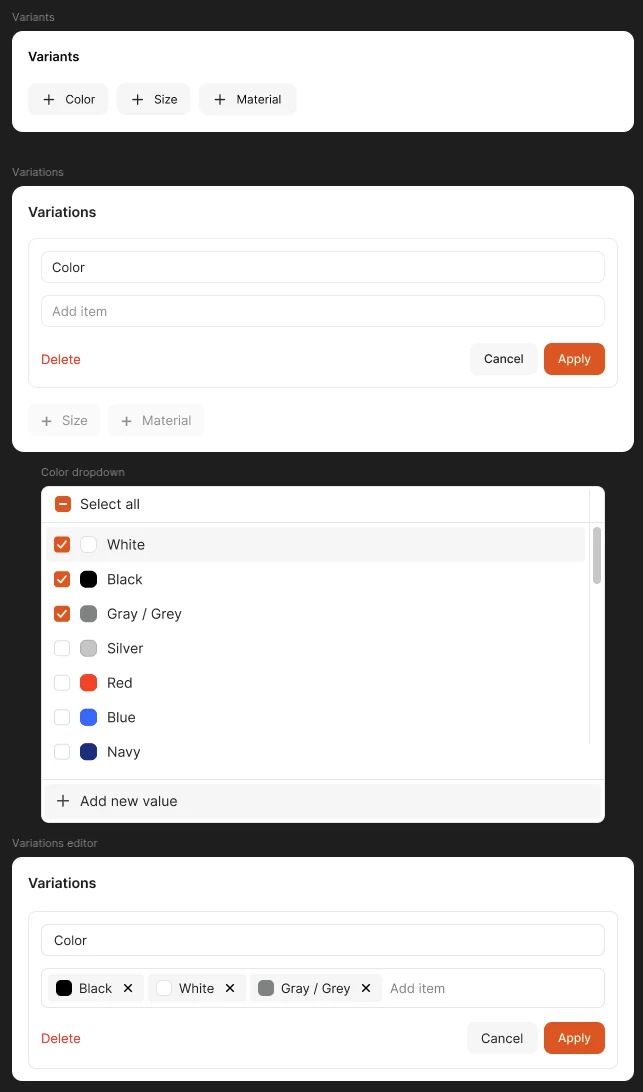 Variants
Variants
Color Size Material
Variations
Variations
Color
Add item
Delete Cancel Apply
Size Material
Color dropdown
Select all
White
Black
Gray / Grey
Silver
Red
Blue
Navy
Add new value
Variations editor
Variations
Color
Black White Gray / Grey Add item
Delete Cancel Apply